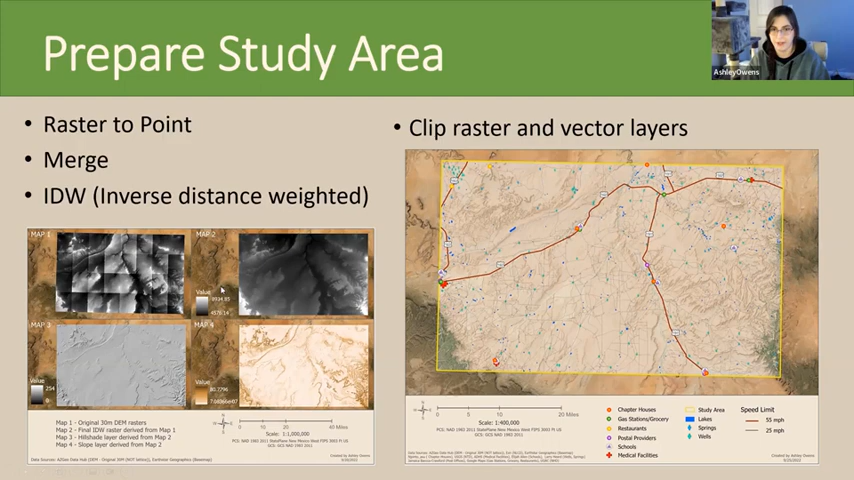 Prepare Study Area
AshleyOwens
• Raster to Point
• Merge
• IDW (Inverse distance weighted)
• Clip raster and vector layers
MAP 1
MAP 2
Value
MAP 3
MAP 4
Value
254
0
Value
Map 1 - Original 30m DEM rasters
Map 2 - Final IDW raster derived from Map 1
Map 3 - Hillshade layer derived from Map 2
Map 4 - Slope layer derived from Map 2
0 10 20 40 Miles
Scale: 1:1,000,000
0 5 10 20 Miles
Scale: 1:400,000
Chapter Houses
Gas Stations/Grocery
Restaurants
Postal Providers
Schools
Medical Facilities
Study Area
Lakes
Springs
Wells
Speed Limit
55 mph
25 mph